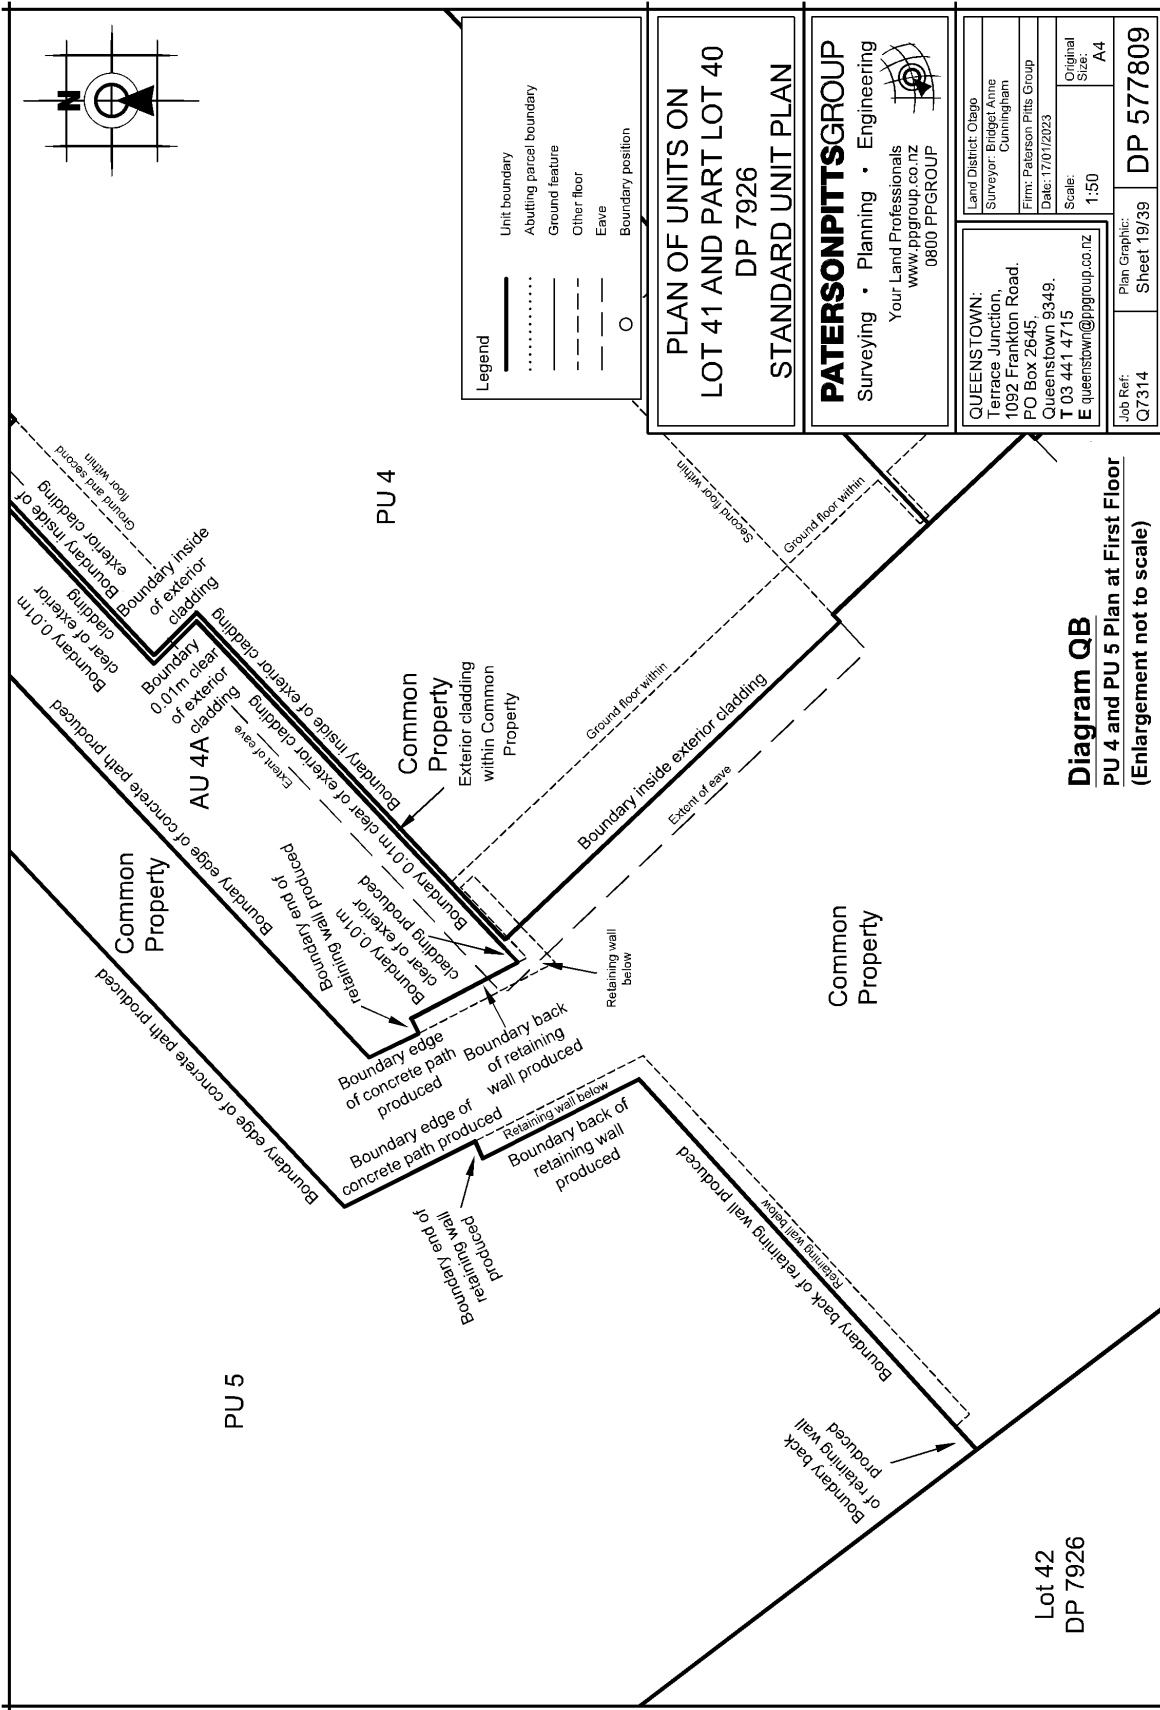 N
Legend
Unit boundary
Abutting parcel boundary
Ground feature
Other floor
Eave
Boundary position
PLAN OF UNITS ON
LOT 41 AND PART LOT 40
DP 7926
STANDARD UNIT PLAN
PATERSONPITTSGROUP
Surveying • Planning • Engineering
Your Land Professionals
www.ppgroup.co.nz
0800 PPGROUP
QUEENSTOWN:
Terrace Junction,
1092 Frankton Road.
PO Box 2645,
Queenstown 9349.
T 03 441 4715
E queenstown@ppgroup.co.nz
Land District: Otago
Surveyor: Bridget Anne
Cunningham
Firm: Paterson Pitts Group
Date: 17/01/2023
Scale:
1:50
Original
Size:
A4
Job Ref:
Q7314
Plan Graphic:
Sheet 19/39
DP 577809
PU 5
Common
Property
Boundary edge of concrete path produced
Boundary edge of concrete path produced
AU 4A
Extent of eave
Boundary 0.01m
clear of exterior
cladding
Boundary inside of
exterior cladding
Ground and second
floor within
Boundary inside
of exterior
cladding
Boundary
0.01m clear
of exterior
cladding
Boundary inside of exterior cladding
Boundary 0.01m clear of exterior cladding
PU 4
Common
Property
Exterior cladding
within Common
Property
Boundary end of
retaining wall produced
Boundary 0.01m
clear of exterior
cladding produced
Boundary edge
of concrete path
produced
Boundary back
of retaining
wall produced
Retaining wall
below
Boundary edge of
concrete path produced
Retaining wall below
Boundary back of
retaining wall
produced
Boundary end of
retaining wall
produced
Boundary back of retaining wall produced
Retaining wall below
Boundary back
of retaining wall
produced
Ground floor within
Second floor within
Ground floor within
Boundary inside exterior cladding
Extent of eave
Common
Property
Lot 42
DP 7926
Diagram QB
PU 4 and PU 5 Plan at First Floor
(Enlargement not to scale)